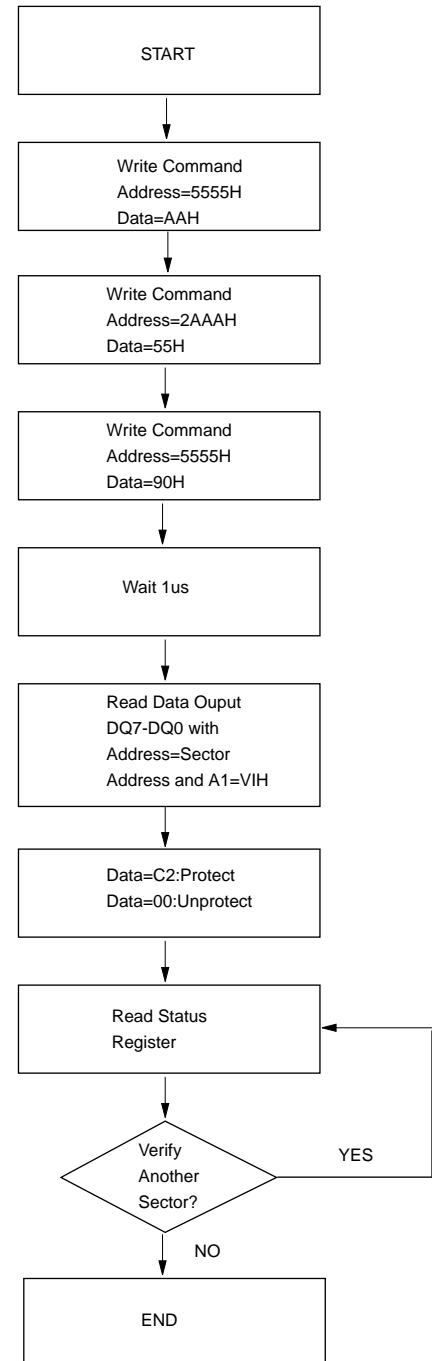 START
Write Command
Address=5555H
Data=AAH
Write Command
Address=2AAAH
Data=55H
Write Command
Address=5555H
Data=90H
Wait 1us
Read Data Ouput
DQ7-DQ0 with
Address=Sector
Address and A1=VIH
Data=C2:Protect
Data=00:Unprotect
Read Status
Register
Verify
Another
Sector?
YES
NO
END